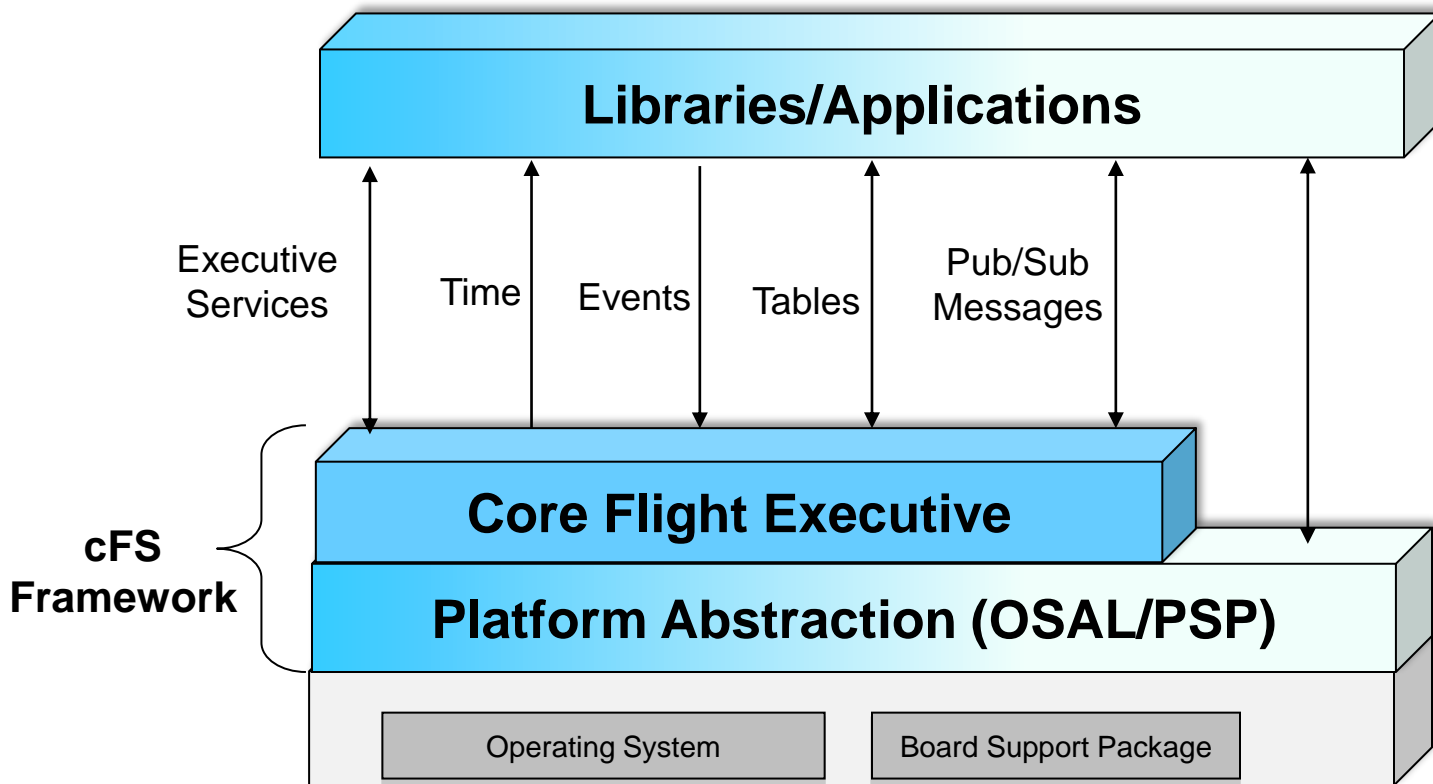 Libraries/Applications
Executive
Services
Time
Events
Tables
Pub/Sub
Messages
cFS
Framework
Core Flight Executive
Platform Abstraction (OSAL/PSP)
Operating System
Board Support Package